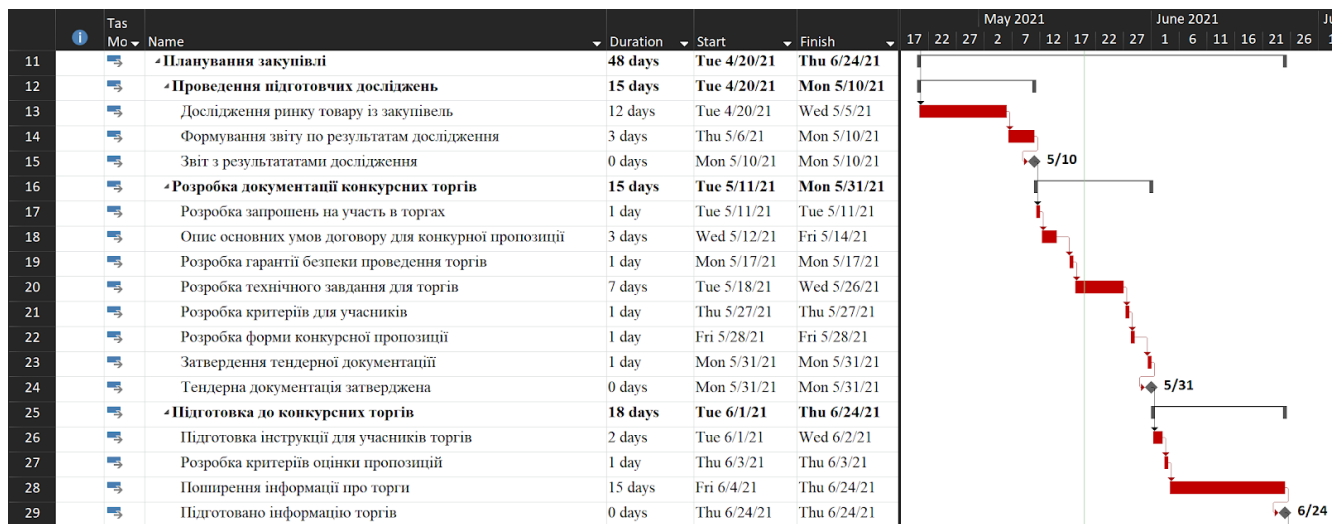 May 2021 June 2021 Ju
Tas
Mo Name Duration Start Finish 17 22 27 2 7 12 17 22 27 1 6 11 16 21 26 1
11 Планування закупівлі 48 days Tue 4/20/21 Thu 6/24/21
12 Проведення підготовчих досліджень 15 days Tue 4/20/21 Mon 5/10/21
13 Дослідження ринку товару із закупівель 12 days Tue 4/20/21 Wed 5/5/21
14 Формування звіту по результатам дослідження 3 days Thu 5/6/21 Mon 5/10/21
15 Звіт з результататами дослідження 0 days Mon 5/10/21 Mon 5/10/21 5/10
16 Розробка документації конкурсних торгів 15 days Tue 5/11/21 Mon 5/31/21
17 Розробка запрошень на участь в торгах 1 day Tue 5/11/21 Tue 5/11/21
18 Опис основних умов договору для конкурної пропозиції 3 days Wed 5/12/21 Fri 5/14/21
19 Розробка гарантії безпеки проведення торгів 1 day Mon 5/17/21 Mon 5/17/21
20 Розробка технічного завдання для торгів 7 days Tue 5/18/21 Wed 5/26/21
21 Розробка критеріїв для учасників 1 day Thu 5/27/21 Thu 5/27/21
22 Розробка форми конкурсної пропозиції 1 day Fri 5/28/21 Fri 5/28/21
23 Затвердення тендерної документаціїї 1 day Mon 5/31/21 Mon 5/31/21
24 Тендерна документація затверджена 0 days Mon 5/31/21 Mon 5/31/21 5/31
25 Підготовка до конкурсних торгів 18 days Tue 6/1/21 Thu 6/24/21
26 Підготовка інструкції для учасників торгів 2 days Tue 6/1/21 Wed 6/2/21
27 Розробка критеріїв оцінки пропозицій 1 day Thu 6/3/21 Thu 6/3/21
28 Поширення інформації про торги 15 days Fri 6/4/21 Thu 6/24/21
29 Підготовано інформацію торгів 0 days Thu 6/24/21 Thu 6/24/21 6/24